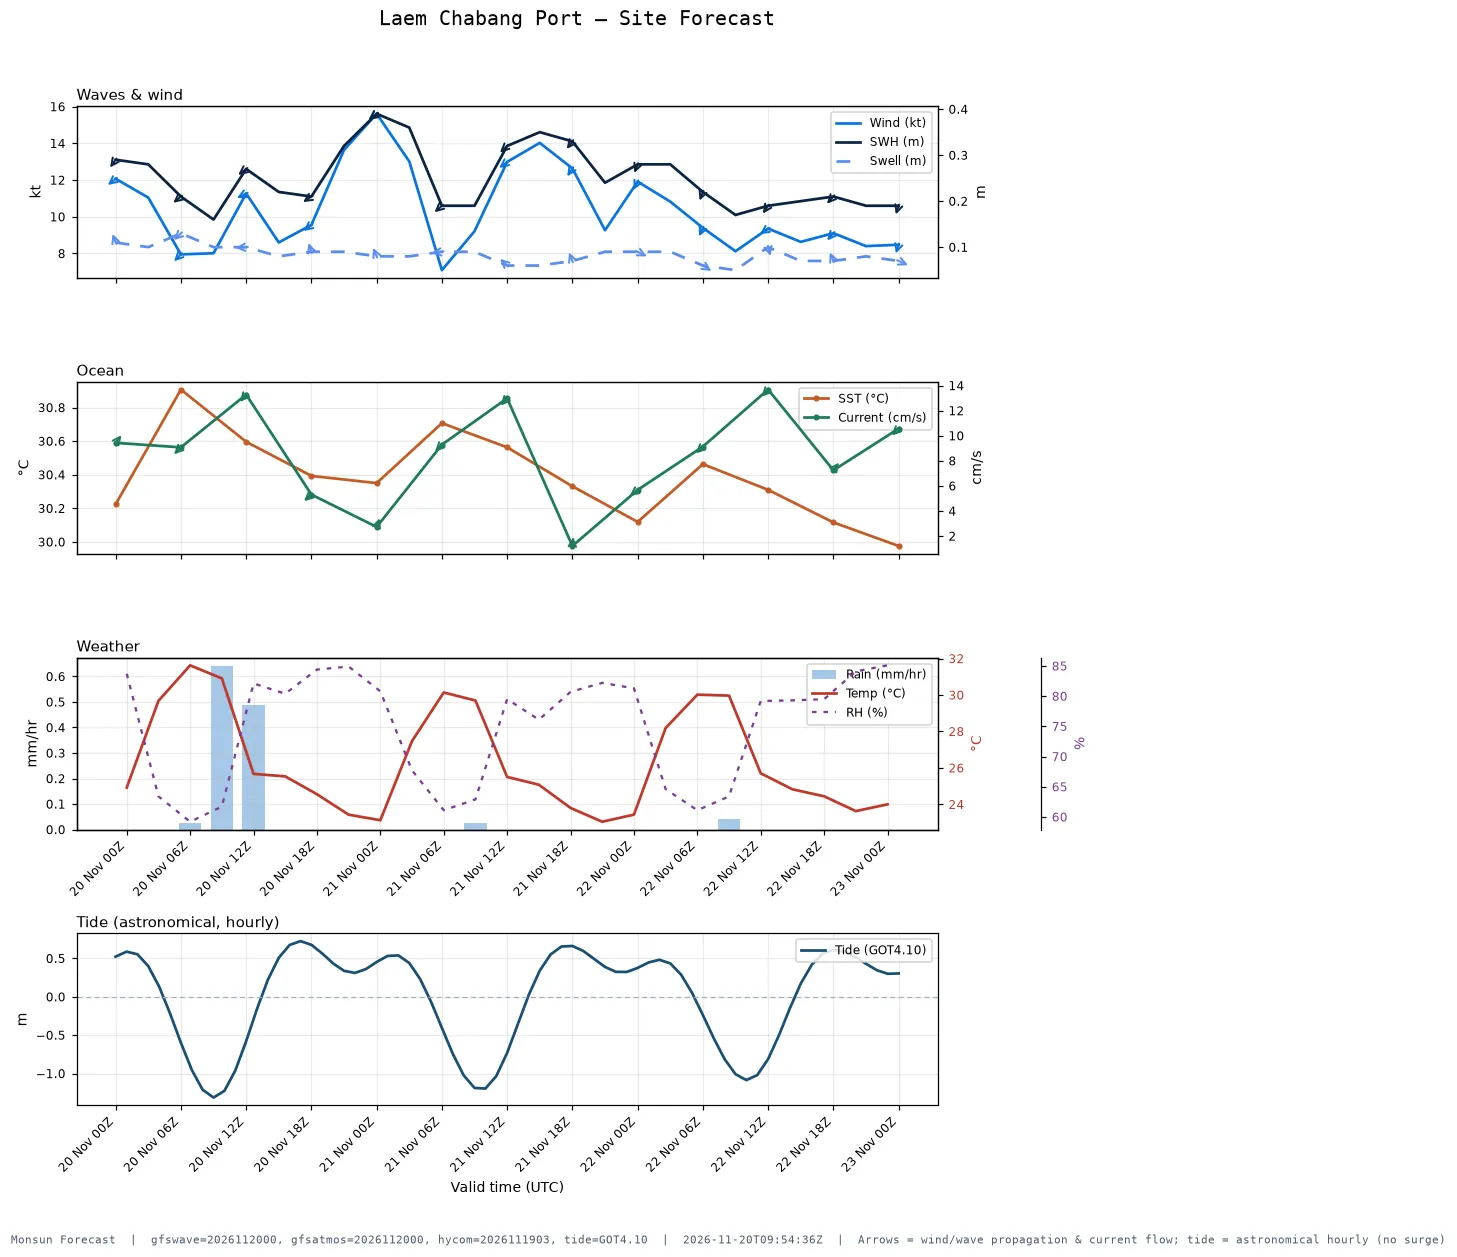 Laem Chabang Port — Site Forecast
Waves & wind
16
14
12
10
8
kt
0.4
0.3
0.2
0.1
m
Wind (kt)
SWH (m)
Swell (m)
Ocean
30.8
30.6
30.4
30.2
30.0
°C
14
12
10
8
6
4
2
cm/s
SST (°C)
Current (cm/s)
Weather
0.6
0.5
0.4
0.3
0.2
0.1
0.0
mm/hr
32
30
28
26
24
°C
85
80
75
70
65
60
%
Rain (mm/hr)
Temp (°C)
RH (%)
20 Nov 00Z
20 Nov 06Z
20 Nov 12Z
20 Nov 18Z
21 Nov 00Z
21 Nov 06Z
21 Nov 12Z
21 Nov 18Z
22 Nov 00Z
22 Nov 06Z
22 Nov 12Z
22 Nov 18Z
23 Nov 00Z
Tide (astronomical, hourly)
0.5
0.0
−0.5
−1.0
m
Tide (GOT4.10)
20 Nov 00Z
20 Nov 06Z
20 Nov 12Z
20 Nov 18Z
21 Nov 00Z
21 Nov 06Z
21 Nov 12Z
21 Nov 18Z
22 Nov 00Z
22 Nov 06Z
22 Nov 12Z
22 Nov 18Z
23 Nov 00Z
Valid time (UTC)
Monsun Forecast | gfswave=2026112000, gfsatmos=2026112000, hycom=2026111903, tide=GOT4.10 | 2026-11-20T09:54:36Z | Arrows = wind/wave propagation & current flow; tide = astronomical hourly (no surge)